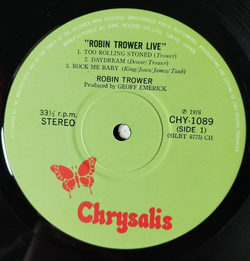 "ROBIN TROWER LIVE"
1. TOO ROLLING STONED (Trower)
2. DAYDREAM (Dewar/Trower)
3. ROCK ME BABY (King/Josea/James/Taub)
ROBIN TROWER
Produced by GEOFF EMERICK
33⅓ r.p.m.
STEREO
℗ 1976
CHY-1089
(SIDE 1)
(SILBT 6775) CH
Chrysalis